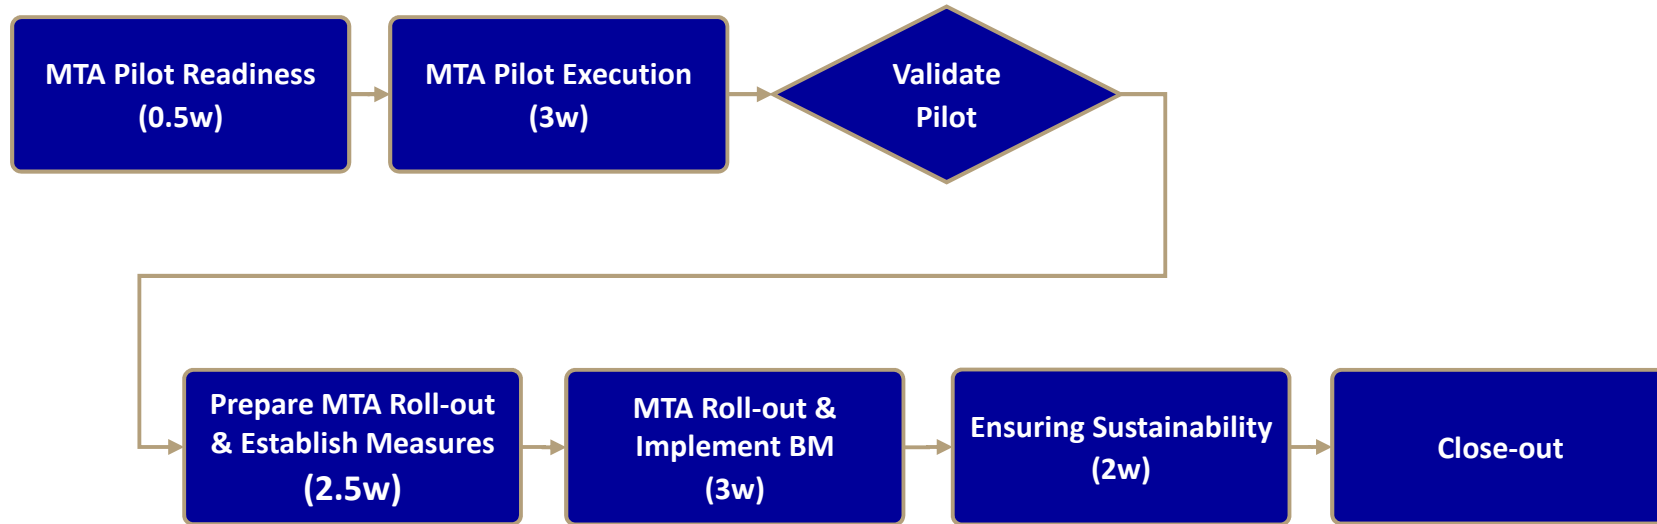 MTA Pilot Readiness
(0.5w)
MTA Pilot Execution
(3w)
Validate
Pilot
Prepare MTA Roll-out
& Establish Measures
(2.5w)
MTA Roll-out &
Implement BM
(3w)
Ensuring Sustainability
(2w)
Close-out